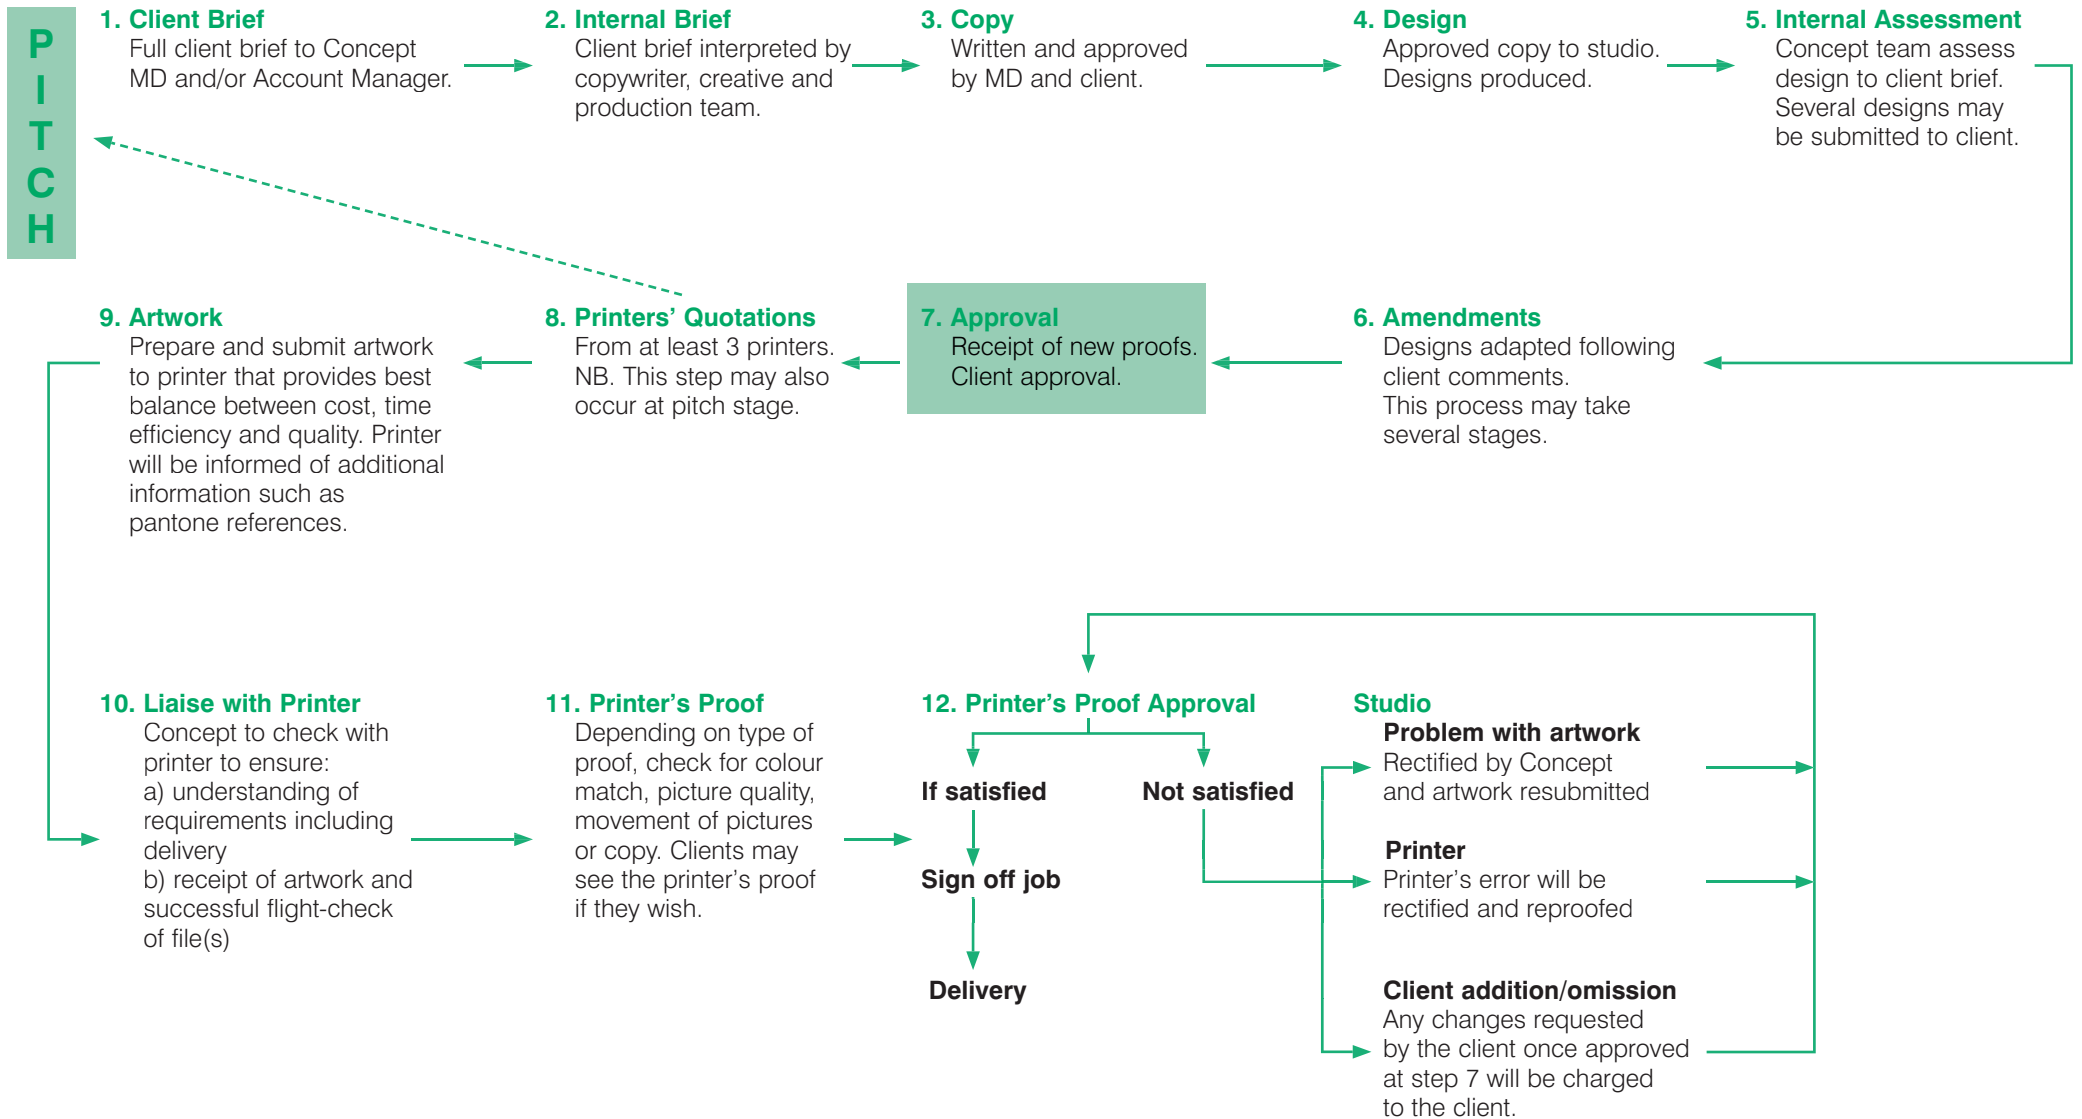 PITCH
1. Client Brief
Full client brief to Concept
MD and/or Account Manager.
2. Internal Brief
Client brief interpreted by
copywriter, creative and
production team.
3. Copy
Written and approved
by MD and client.
4. Design
Approved copy to studio.
Designs produced.
5. Internal Assessment
Concept team assess
design to client brief.
Several designs may
be submitted to client.
6. Amendments
Designs adapted following
client comments.
This process may take
several stages.
7. Approval
Receipt of new proofs.
Client approval.
8. Printers’ Quotations
From at least 3 printers.
NB. This step may also
occur at pitch stage.
9. Artwork
Prepare and submit artwork
to printer that provides best
balance between cost, time
efficiency and quality. Printer
will be informed of additional
information such as
pantone references.
10. Liaise with Printer
Concept to check with
printer to ensure:
a) understanding of
requirements including
delivery
b) receipt of artwork and
successful flight-check
of file(s)
11. Printer’s Proof
Depending on type of
proof, check for colour
match, picture quality,
movement of pictures
or copy. Clients may
see the printer’s proof
if they wish.
12. Printer’s Proof Approval
If satisfied
Sign off job
Delivery
Not satisfied
Studio
Problem with artwork
Rectified by Concept
and artwork resubmitted
Printer
Printer’s error will be
rectified and reproofed
Client addition/omission
Any changes requested
by the client once approved
at step 7 will be charged
to the client.